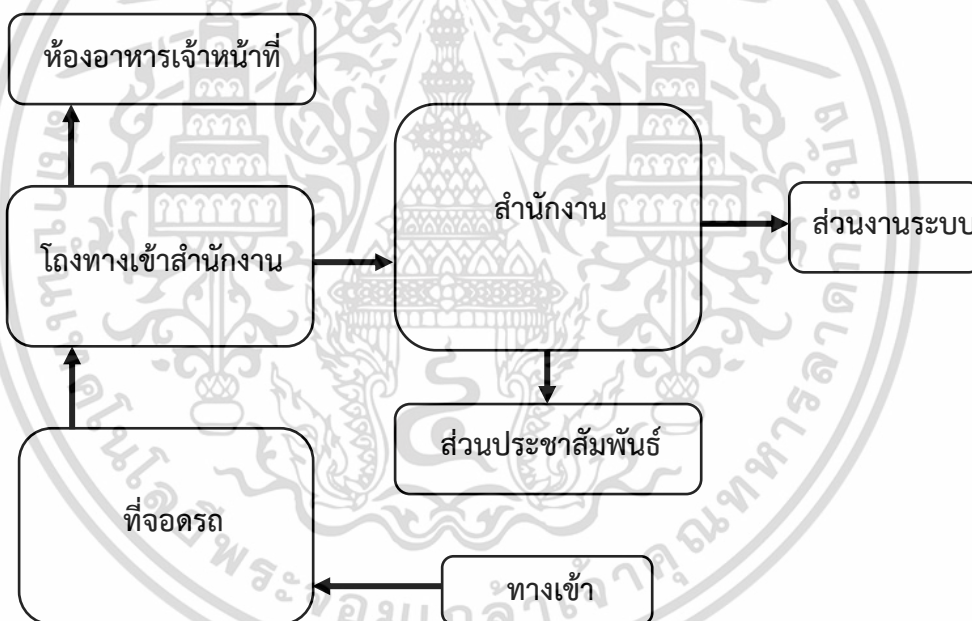 ห้องอาหารเจ้าหน้าที่
สำนักงาน
ส่วนงานระบบ
โถงทางเข้าสำนักงาน
ส่วนประชาสัมพันธ์
ที่จอดรถ
ทางเข้า